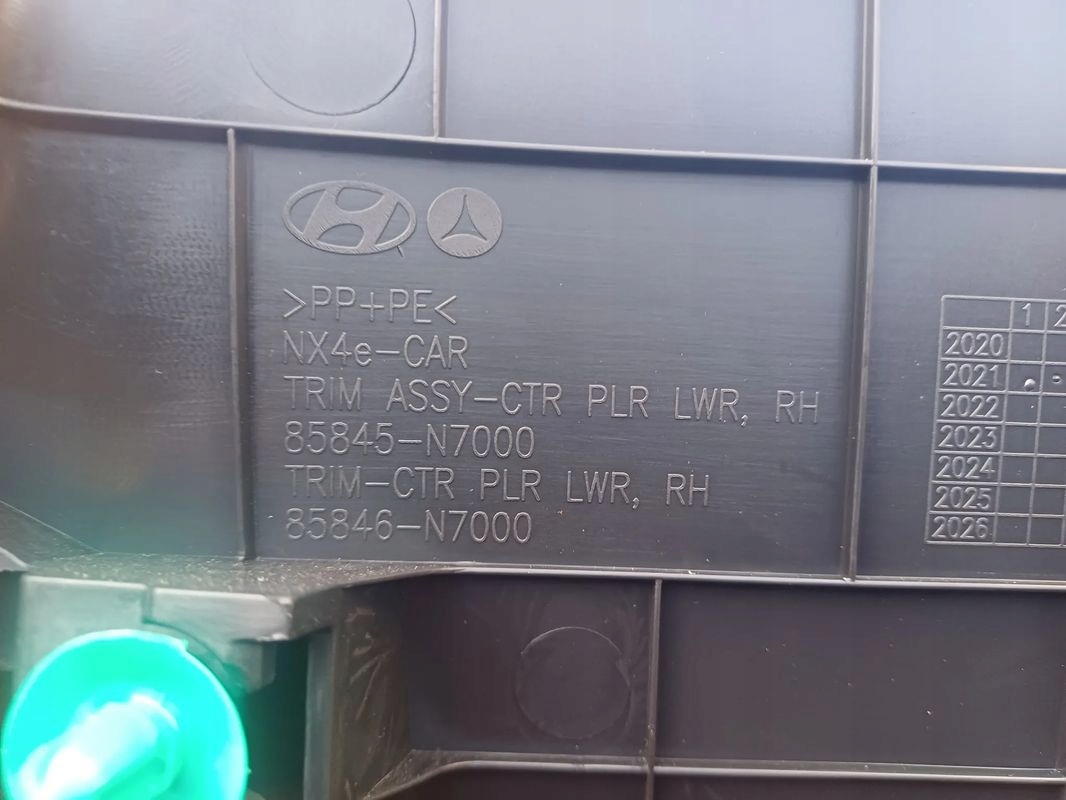 >PP+PE<
NX4e-CAR
TRIM ASSY-CTR PLR LWR, RH
85845-N7000
TRIM-CTR PLR LWR, RH
85846-N7000
1 2
2020
2021
2022
2023
2024
2025
2026